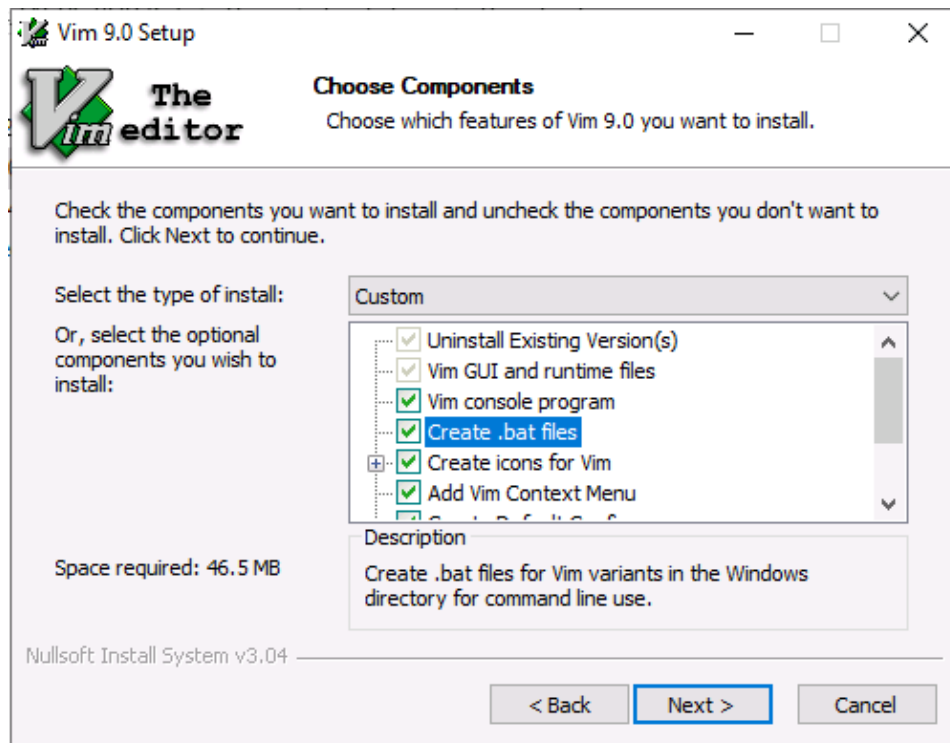 Vim 9.0 Setup
The
Vim editor
Choose Components
Choose which features of Vim 9.0 you want to install.
Check the components you want to install and uncheck the components you don't want to
install. Click Next to continue.
Select the type of install:
Custom
Or, select the optional
components you wish to
install:
Uninstall Existing Version(s)
Vim GUI and runtime files
Vim console program
Create .bat files
Create icons for Vim
Add Vim Context Menu
Space required: 46.5 MB
Description
Create .bat files for Vim variants in the Windows
directory for command line use.
Nullsoft Install System v3.04
< Back
Next >
Cancel